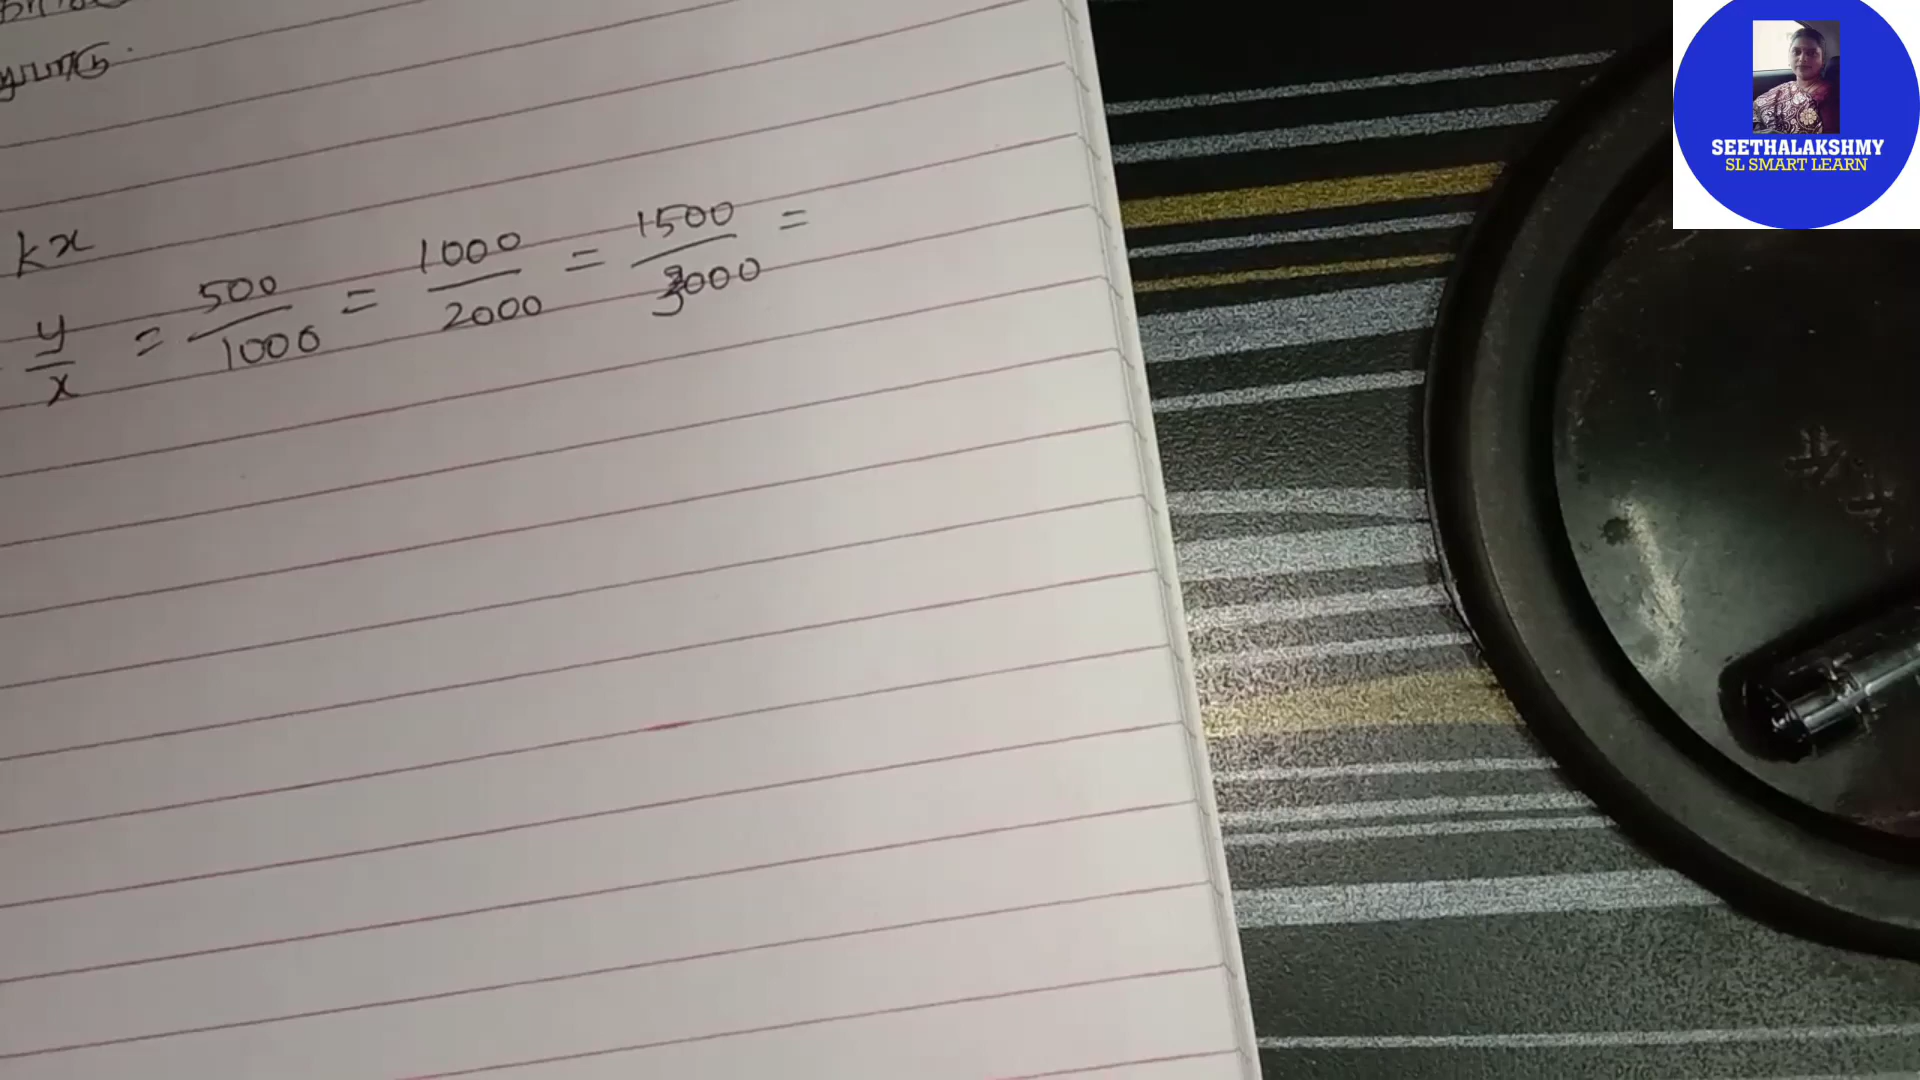 kx
y/x = 500/1000 = 1000/2000 = 1500/3000 =
SEETHALAKSHMY
SL SMART LEARN